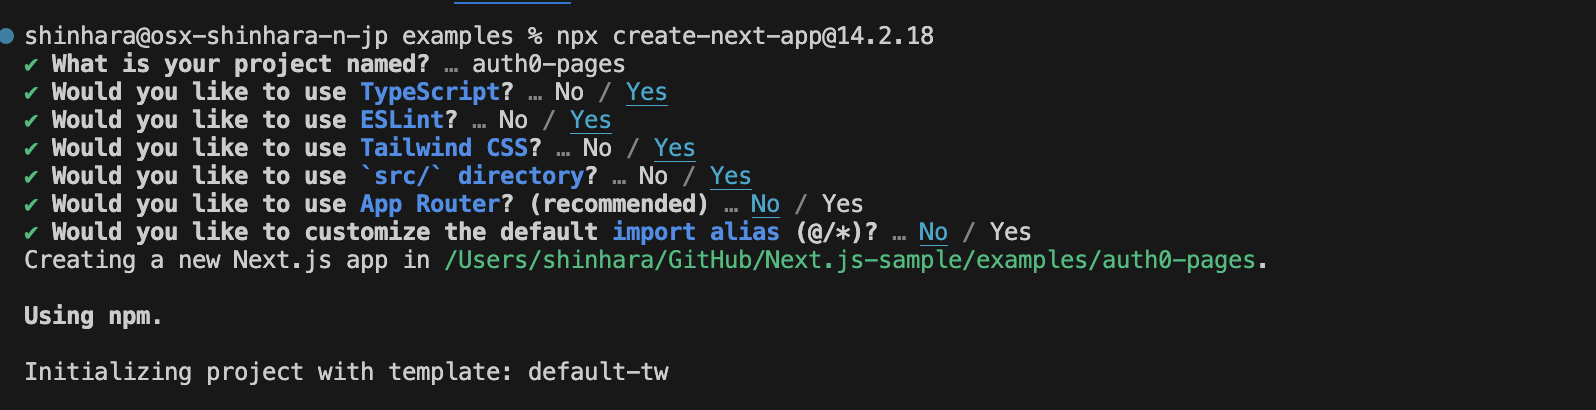 shinhara@osx-shinhara-n-jp examples % npx create-next-app@14.2.18
✔ What is your project named? … auth0-pages
✔ Would you like to use TypeScript? … No / Yes
✔ Would you like to use ESLint? … No / Yes
✔ Would you like to use Tailwind CSS? … No / Yes
✔ Would you like to use `src/` directory? … No / Yes
✔ Would you like to use App Router? (recommended) … No / Yes
✔ Would you like to customize the default import alias (@/*)? … No / Yes
Creating a new Next.js app in /Users/shinhara/GitHub/Next.js-sample/examples/auth0-pages.
Using npm.
Initializing project with template: default-tw